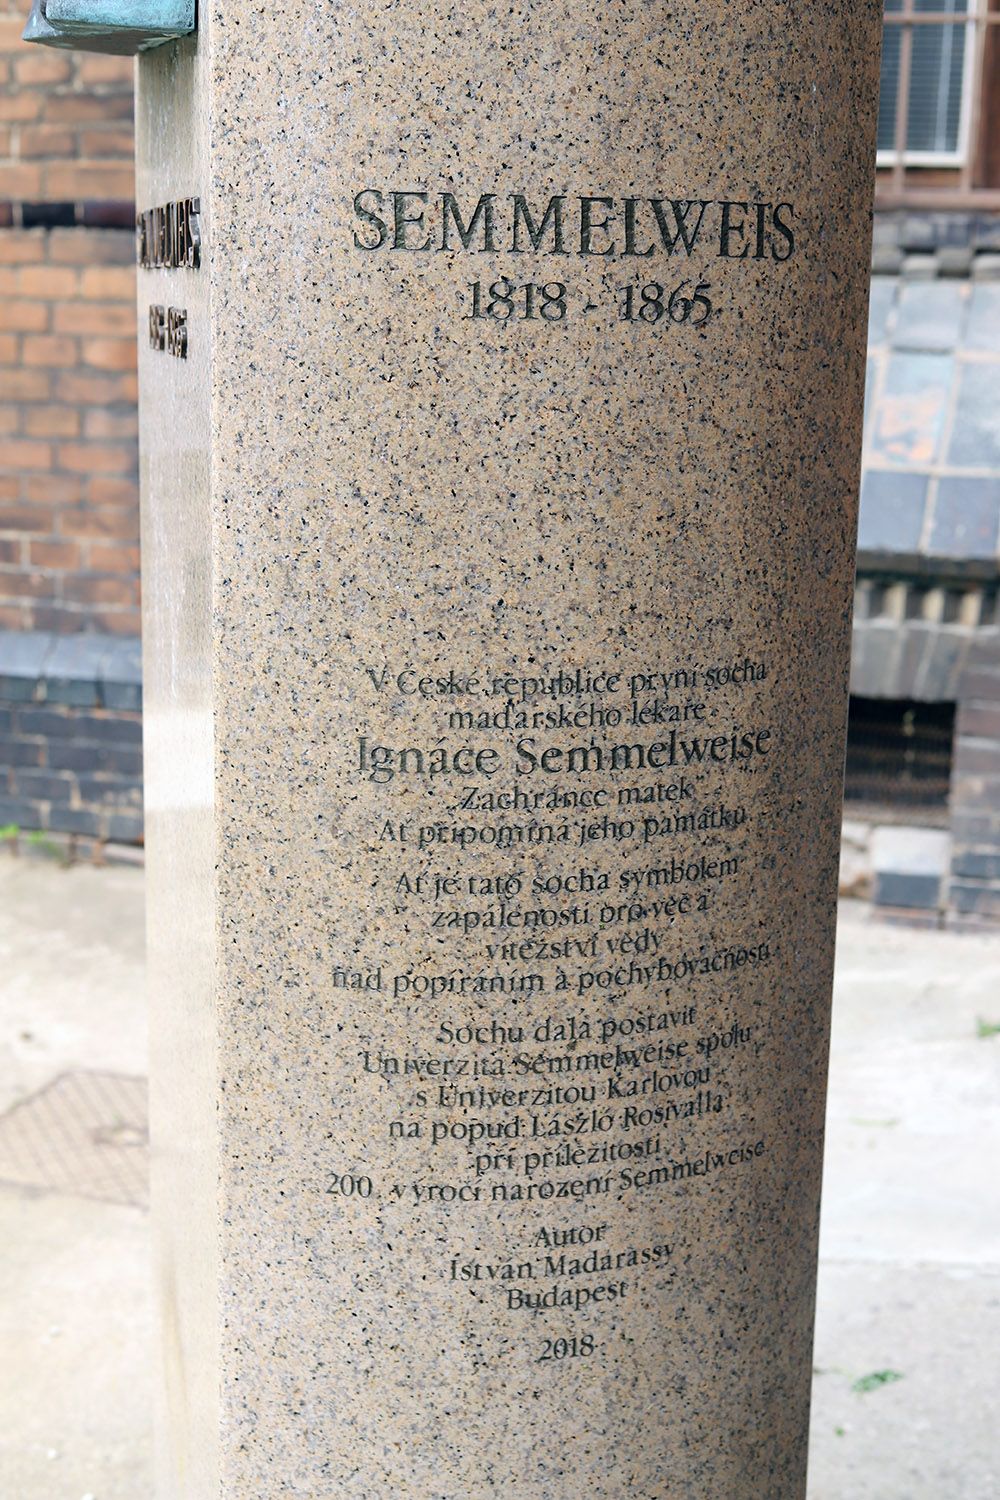 SEMMELWEIS
1818 - 1865
V České republice první socha
maďarského lékaře
Ignáce Semmelweise
Zachránce matek
Ať připomíná jeho památku
Ať je tato socha symbolem
zapálenosti pro věc a
vítězství vědy
nad popíráním a pochybovačností
Sochu dala postavit
Univerzita Semmelweise spolu
s Univerzitou Karlovou
na popud László Rosivalla
při příležitosti
200. výročí narození Semmelweise
Autor
István Madarassy
Budapest
2018